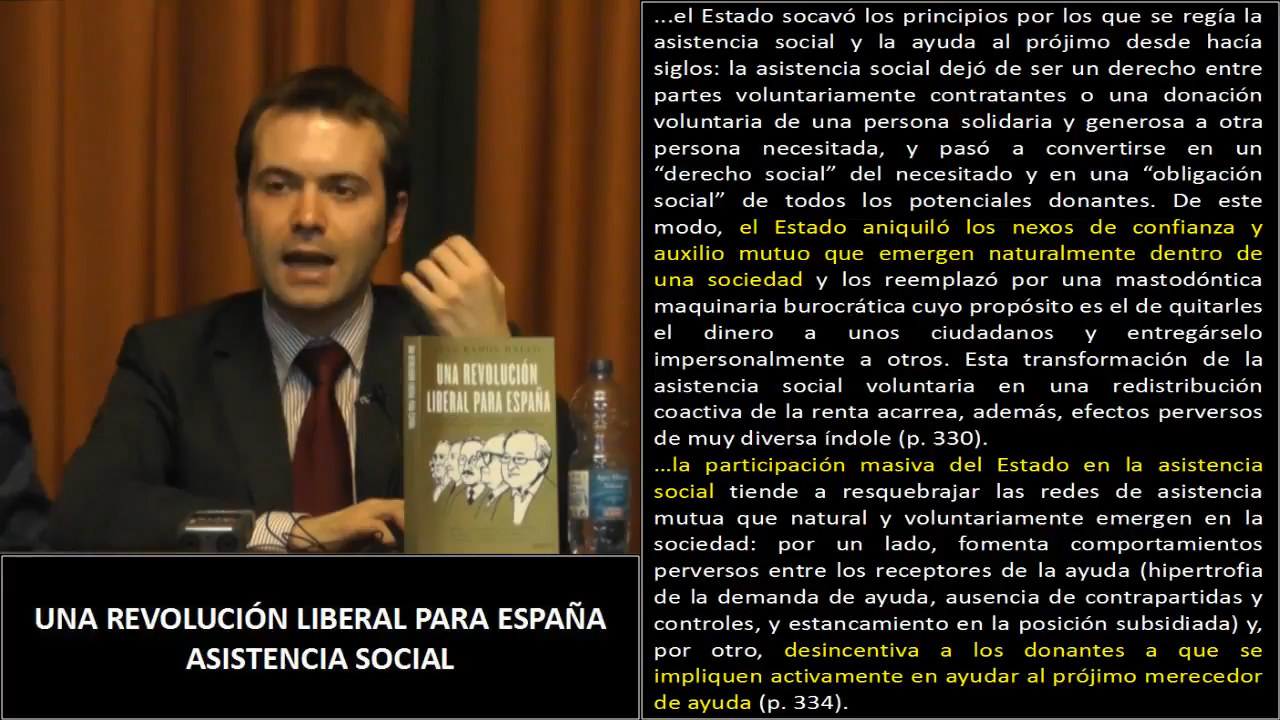 JUAN RAMÓN RALLO
UNA REVOLUCIÓN
LIBERAL PARA ESPAÑA
UNA REVOLUCIÓN LIBERAL PARA ESPAÑA
ASISTENCIA SOCIAL
...el Estado socavó los principios por los que se regía la
asistencia social y la ayuda al prójimo desde hacía
siglos: la asistencia social dejó de ser un derecho entre
partes voluntariamente contratantes o una donación
voluntaria de una persona solidaria y generosa a otra
persona necesitada, y pasó a convertirse en un
“derecho social” del necesitado y en una “obligación
social” de todos los potenciales donantes. De este
modo, el Estado aniquiló los nexos de confianza y
auxilio mutuo que emergen naturalmente dentro de
una sociedad y los reemplazó por una mastodóntica
maquinaria burocrática cuyo propósito es el de quitarles
el dinero a unos ciudadanos y entregárselo
impersonalmente a otros. Esta transformación de la
asistencia social voluntaria en una redistribución
coactiva de la renta acarrea, además, efectos perversos
de muy diversa índole (p. 330).
...la participación masiva del Estado en la asistencia
social tiende a resquebrajar las redes de asistencia
mutua que natural y voluntariamente emergen en la
sociedad: por un lado, fomenta comportamientos
perversos entre los receptores de la ayuda (hipertrofia
de la demanda de ayuda, ausencia de contrapartidas y
controles, y estancamiento en la posición subsidiada) y,
por otro, desincentiva a los donantes a que se
impliquen activamente en ayudar al prójimo merecedor
de ayuda (p. 334).